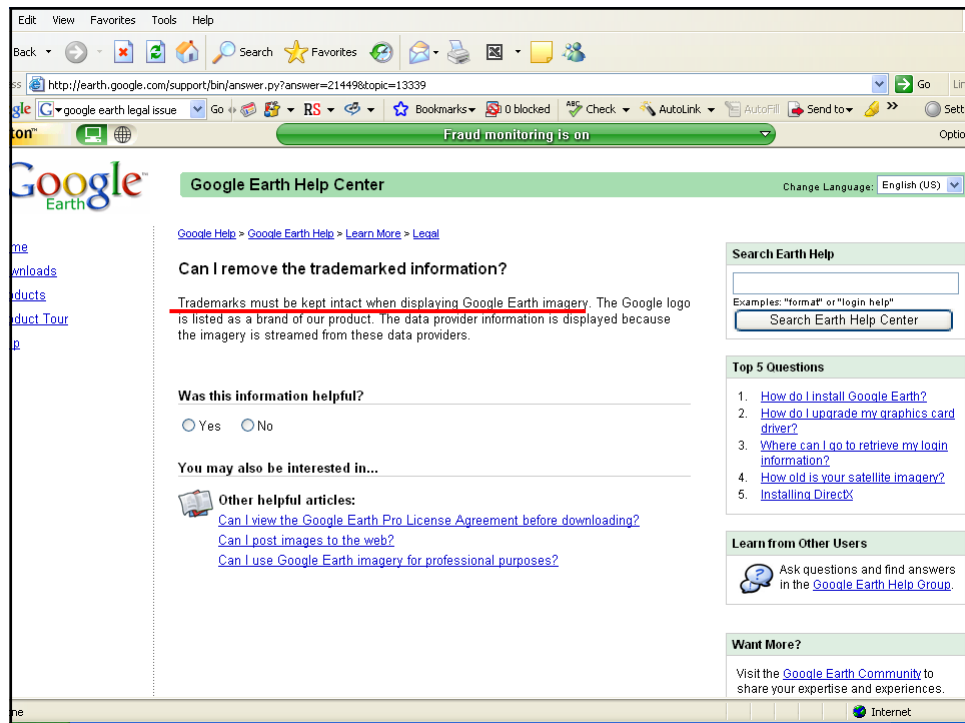 Edit View Favorites Tools Help
Back Search Favorites
http://earth.google.com/support/bin/answer.py?answer=21449&topic=13339 Go
google earth legal issue Go RS Bookmarks 0 blocked Check AutoLink AutoFill Send to »
Fraud monitoring is on
Google Earth
Google Earth Help Center
Change Language: English (US)
Google Help > Google Earth Help > Learn More > Legal
Can I remove the trademarked information?
Trademarks must be kept intact when displaying Google Earth imagery. The Google logo
is listed as a brand of our product. The data provider information is displayed because
the imagery is streamed from these data providers.
Was this information helpful?
Yes No
You may also be interested in...
Other helpful articles:
Can I view the Google Earth Pro License Agreement before downloading?
Can I post images to the web?
Can I use Google Earth imagery for professional purposes?
Search Earth Help
Examples: "format" or "login help"
Search Earth Help Center
Top 5 Questions
1. How do I install Google Earth?
2. How do I upgrade my graphics card
driver?
3. Where can I go to retrieve my login
information?
4. How old is your satellite imagery?
5. Installing DirectX
Learn from Other Users
Ask questions and find answers
in the Google Earth Help Group.
Want More?
Visit the Google Earth Community to
share your expertise and experiences.
Internet